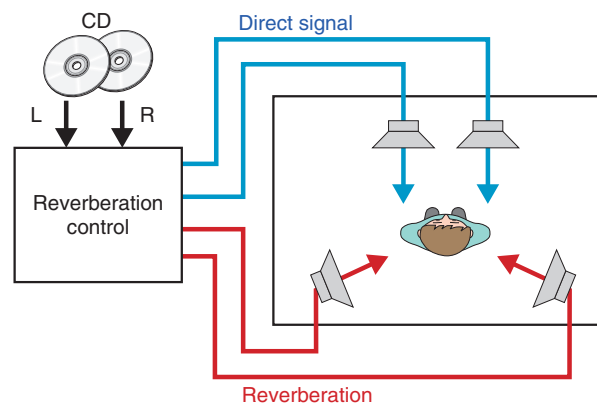 CD
Direct signal
L
R
Reverberation
control
Reverberation